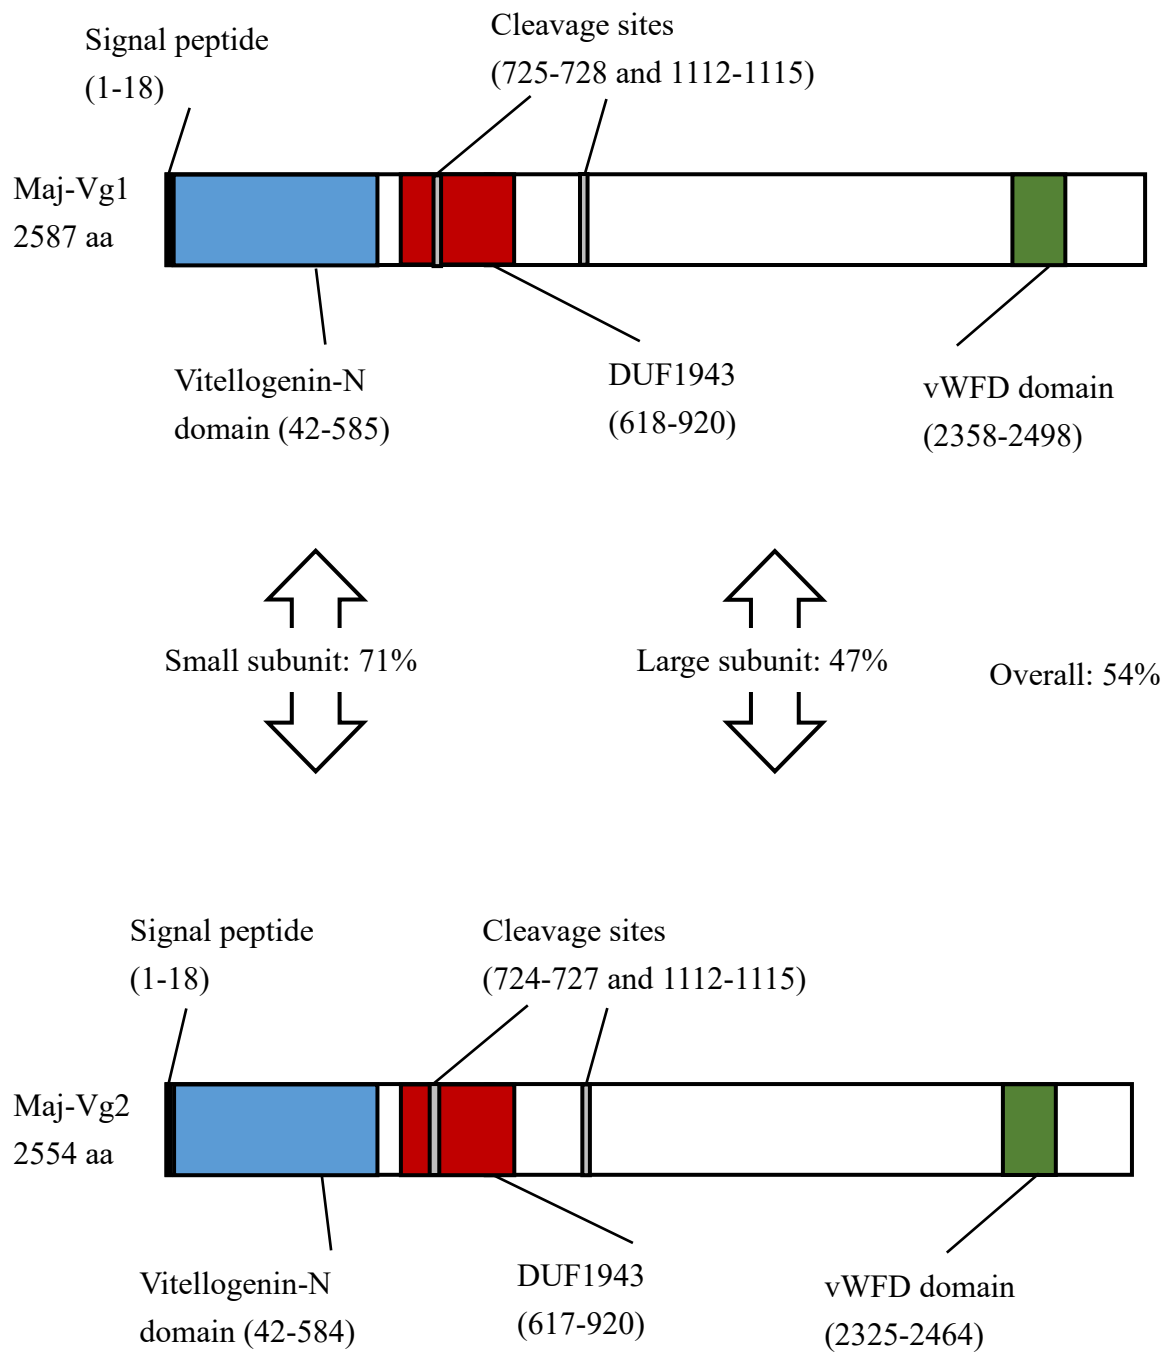 Signal peptide
(1-18)
Cleavage sites
(725-728 and 1112-1115)
Maj-Vg1
2587 aa
Vitellogenin-N
domain (42-585)
DUF1943
(618-920)
vWFD domain
(2358-2498)
Small subunit: 71%
Large subunit: 47%
Overall: 54%
Signal peptide
(1-18)
Cleavage sites
(724-727 and 1112-1115)
Maj-Vg2
2554 aa
Vitellogenin-N
domain (42-584)
DUF1943
(617-920)
vWFD domain
(2325-2464)